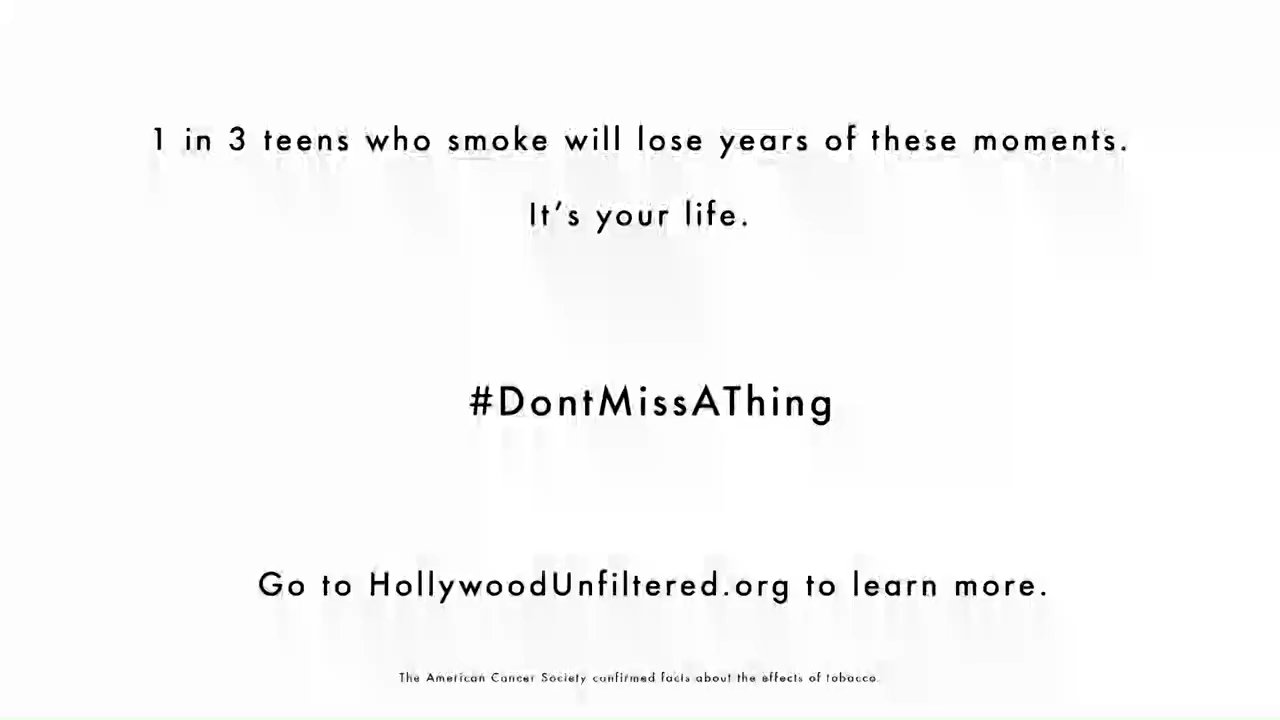 1 in 3 teens who smoke will lose years of these moments.
It's your life.
#DontMissAThing
Go to HollywoodUnfiltered.org to learn more.
The American Cancer Society confirmed facts about the effects of tobacco.